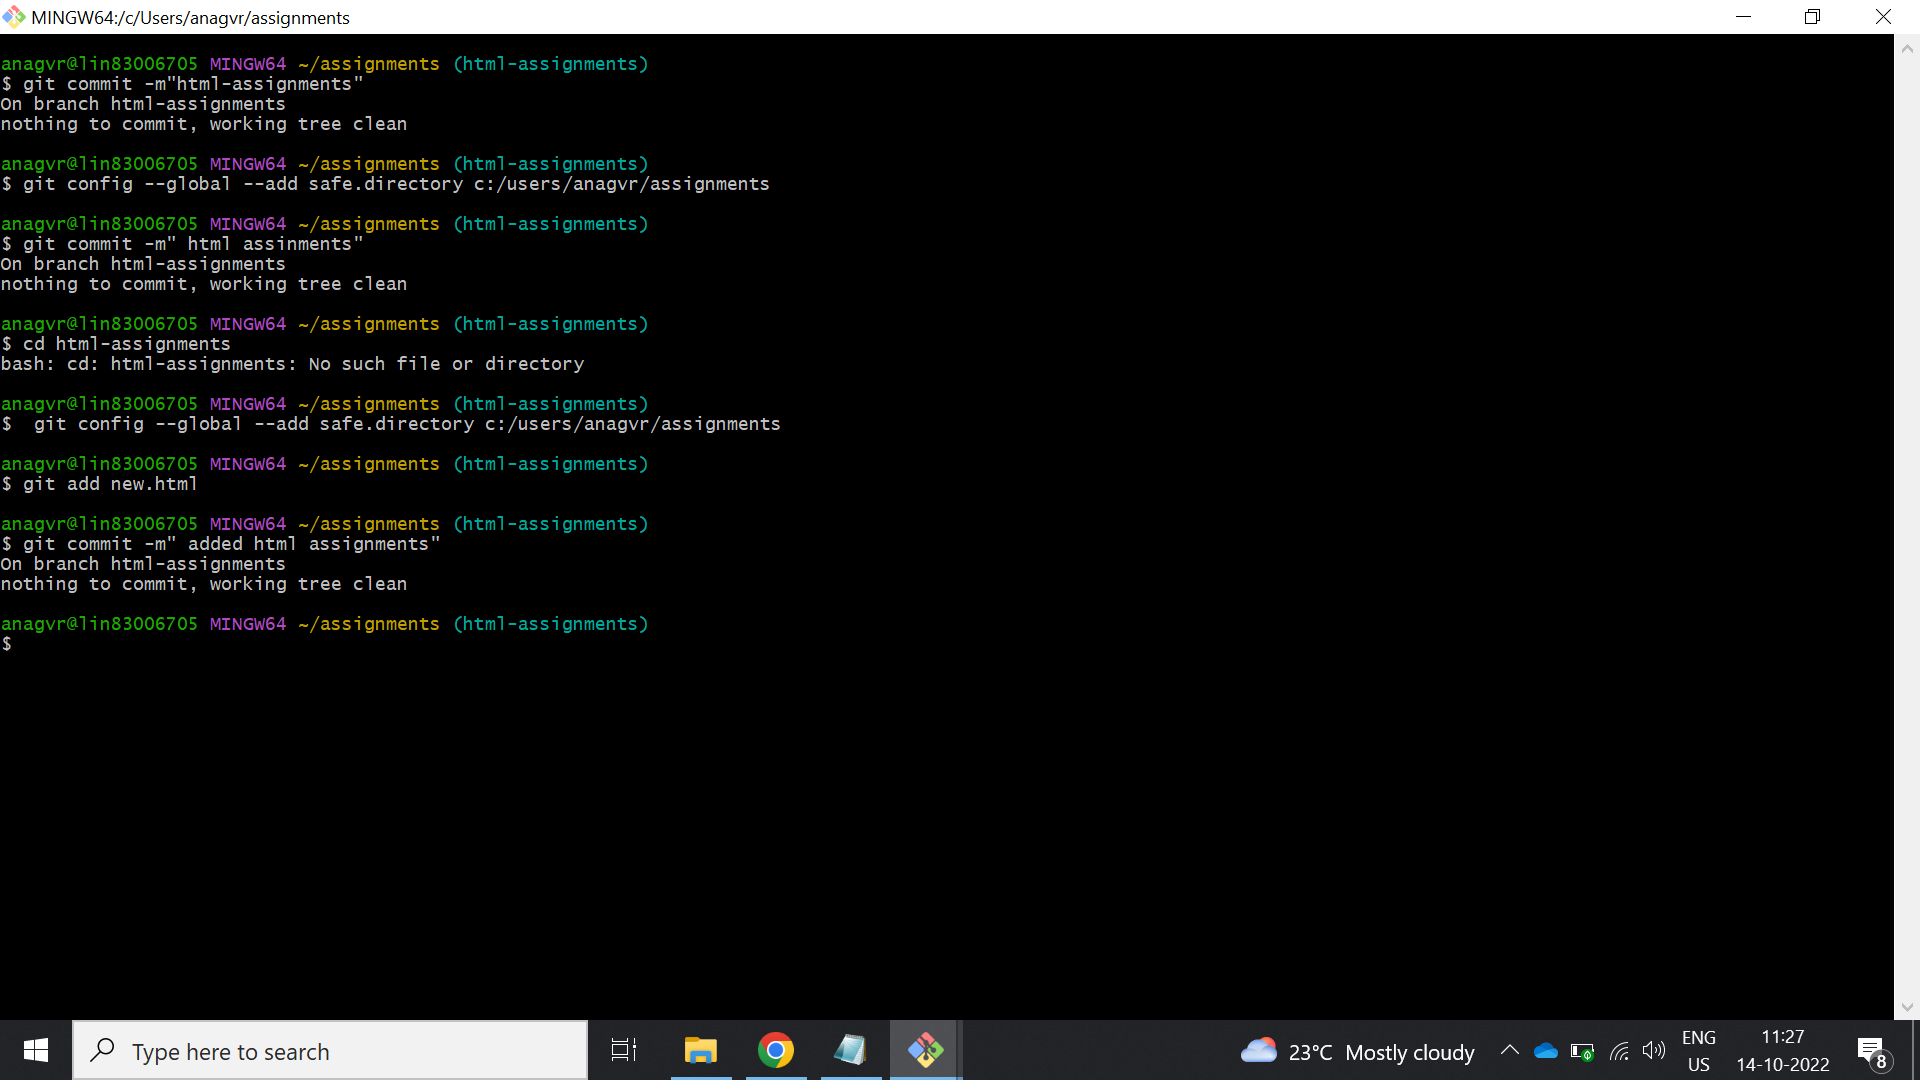 MINGW64:/c/Users/anagvr/assignments
anagvr@lin83006705 MINGW64 ~/assignments (html-assignments)
$ git commit -m"html-assignments"
On branch html-assignments
nothing to commit, working tree clean
anagvr@lin83006705 MINGW64 ~/assignments (html-assignments)
$ git config --global --add safe.directory c:/users/anagvr/assignments
anagvr@lin83006705 MINGW64 ~/assignments (html-assignments)
$ git commit -m" html assinments"
On branch html-assignments
nothing to commit, working tree clean
anagvr@lin83006705 MINGW64 ~/assignments (html-assignments)
$ cd html-assignments
bash: cd: html-assignments: No such file or directory
anagvr@lin83006705 MINGW64 ~/assignments (html-assignments)
$  git config --global --add safe.directory c:/users/anagvr/assignments
anagvr@lin83006705 MINGW64 ~/assignments (html-assignments)
$ git add new.html
anagvr@lin83006705 MINGW64 ~/assignments (html-assignments)
$ git commit -m" added html assignments"
On branch html-assignments
nothing to commit, working tree clean
anagvr@lin83006705 MINGW64 ~/assignments (html-assignments)
$
Type here to search
23°C Mostly cloudy
ENG
US
11:27
14-10-2022
8